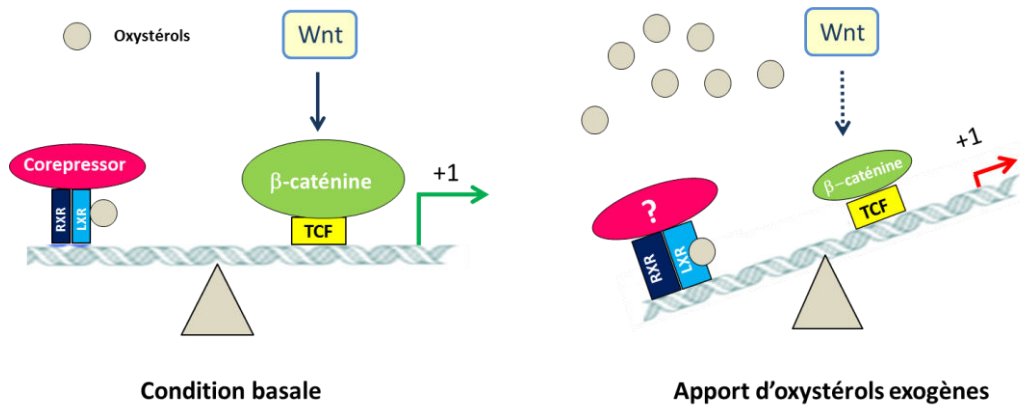 Oxystérols
Wnt
Corepressor
RXR
LXR
β-caténine
TCF
+1
Condition basale
Wnt
?
RXR
LXR
β-caténine
TCF
+1
Apport d'oxystérols exogènes